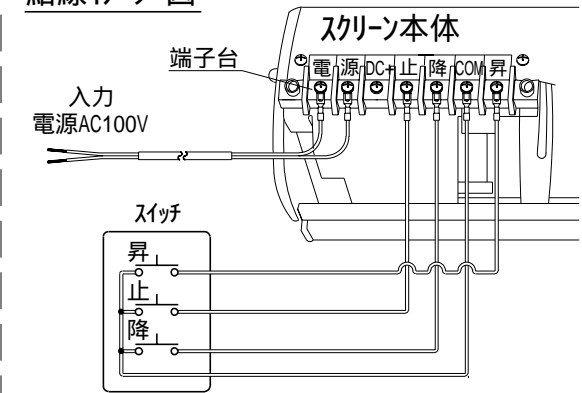 結線イメージ図
スクリーン本体
端子台
電 源 DC+ 止 降 COM 昇
入力
電源AC100V
スイッチ
昇
止
降